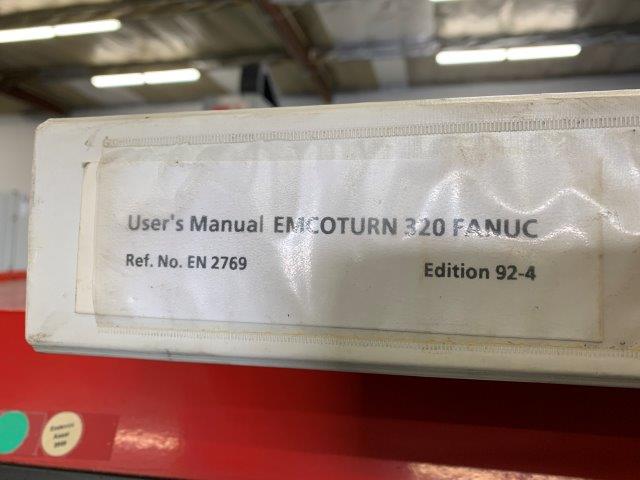 User's Manual EMCOTURN 320 FANUC
Ref. No. EN 2769
Edition 92-4